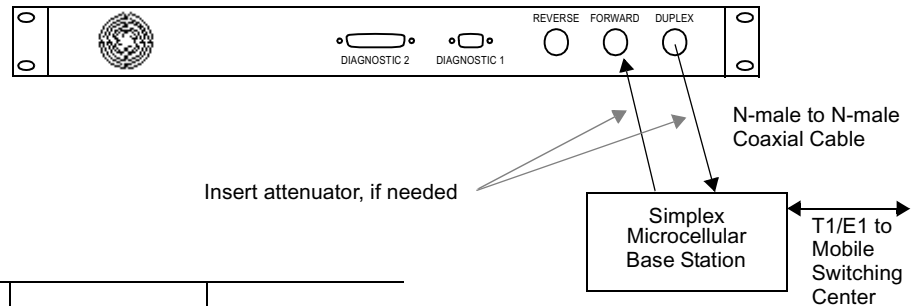 REVERSE FORWARD DUPLEX
DIAGNOSTIC 2 DIAGNOSTIC 1
N-male to N-male
Coaxial Cable
Insert attenuator, if needed
Simplex
Microcellular
Base Station
T1/E1 to
Mobile
Switching
Center